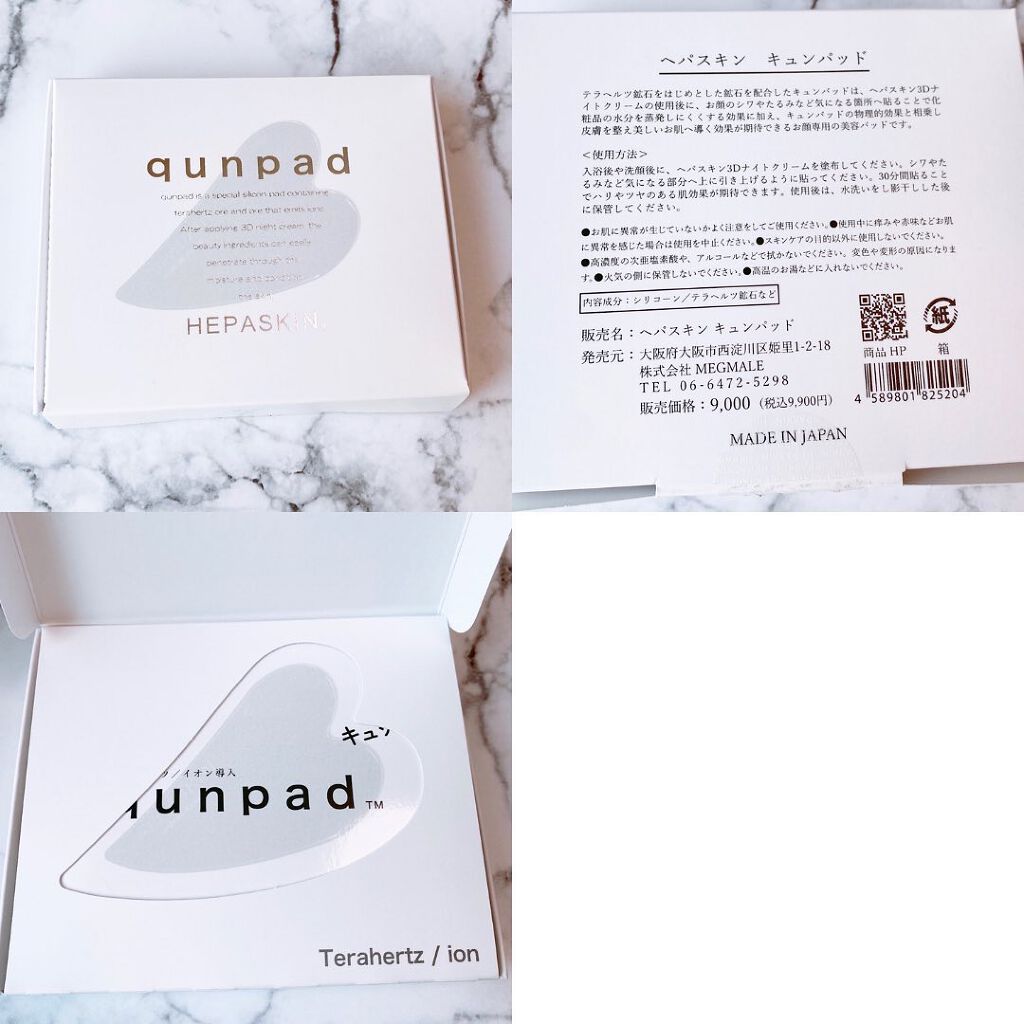 qunpad
qunpad is a special silicon pad containing
terahertz ore and ore that emits ions.
After applying 3D night cream, the
beauty ingredients can easily
penetrate through the
moisture and condition
the skin.
HEPASKIN.
ヘパスキン キュンパッド
テラヘルツ鉱石をはじめとした鉱石を配合したキュンパッドは、ヘパスキン3Dナ
イトクリームの使用後に、お顔のシワやたるみなど気になる箇所へ貼ることで化
粧品の水分を蒸発しにくくする効果に加え、キュンパッドの物理的効果と相乗し
皮膚を整え美しいお肌へ導く効果が期待できるお顔専用の美容パッドです。
＜使用方法＞
入浴後や洗顔後に、ヘパスキン3Dナイトクリームを塗布してください。シワやた
るみなど気になる部分へ上に引き上げるように貼ってください。30分間貼ること
でハリやツヤのある肌効果が期待できます。使用後は、水洗いをし影干しした後
に保管してください。
●お肌に異常が生じていないかよく注意をしてご使用ください。●使用中に痒みや赤味などお肌
に異常を感じた場合は使用を中止ください。●スキンケアの目的以外に使用しないでください。
●高濃度の次亜塩素酸や、アルコールなどで拭かないでください。変色や変形の原因になりま
す。●火気の側に保管しないでください。●高温のお湯などに入れないでください。
内容成分：シリコーン／テラヘルツ鉱石など
販売名：ヘパスキン キュンパッド
発売元：大阪府大阪市西淀川区姫里1-2-18
株式会社 MEGMALE
TEL 06-6472-5298
販売価格：9,000（税込9,900円）
紙
商品 HP 箱
4 589801 825204
MADE IN JAPAN
キュン
／イオン導入
qunpad™
Terahertz / ion